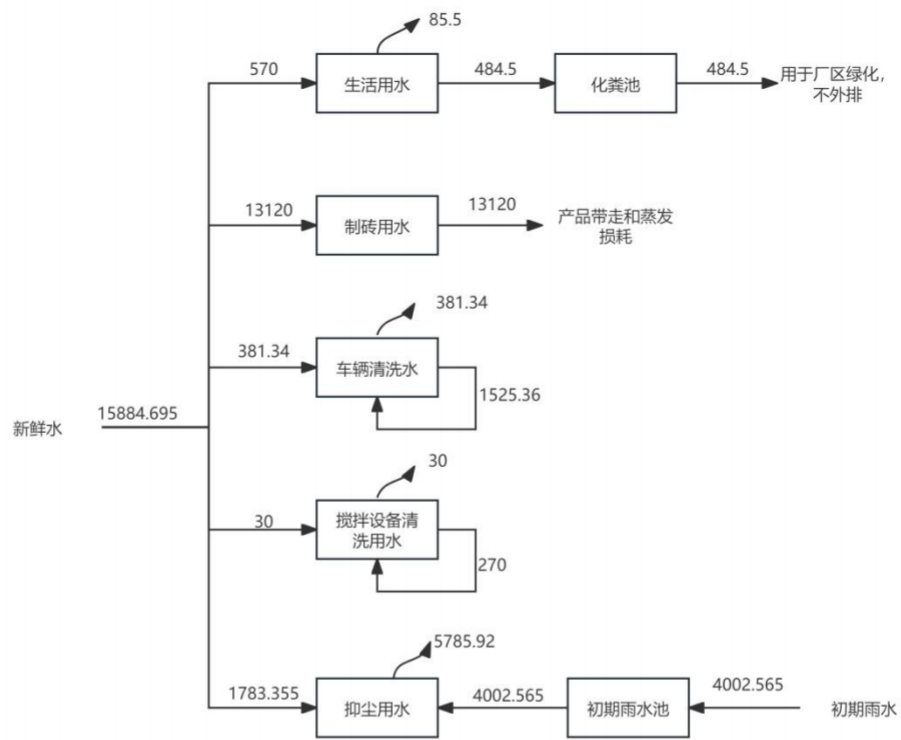 85.5
570
生活用水
484.5
化粪池
484.5
用于厂区绿化，
不外排
13120
制砖用水
13120
产品带走和蒸发
损耗
381.34
381.34
车辆清洗水
1525.36
新鲜水
15884.695
30
30
搅拌设备清
洗用水
270
5785.92
1783.355
抑尘用水
4002.565
初期雨水池
4002.565
初期雨水